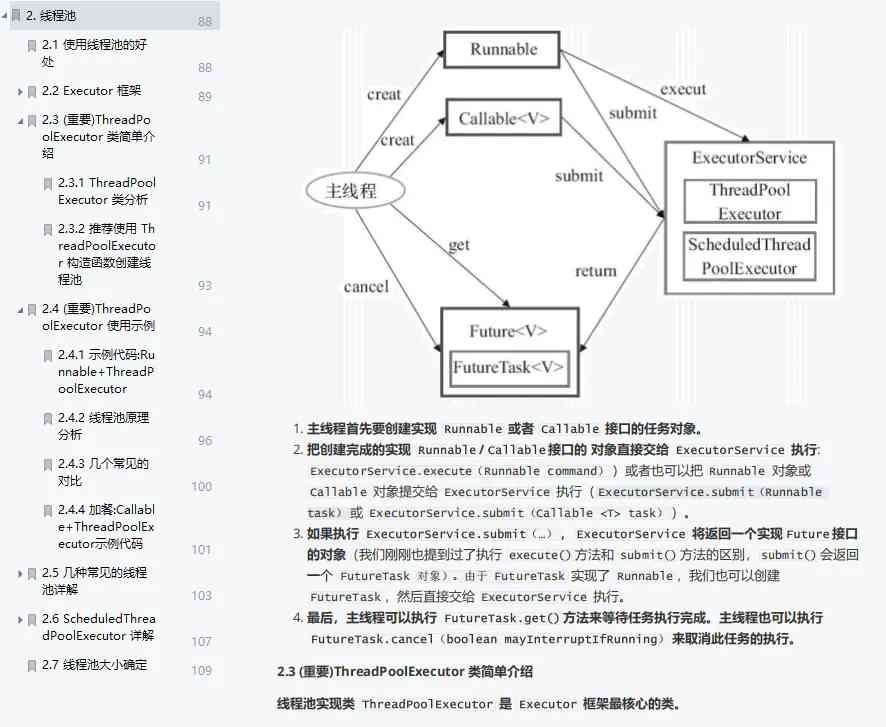 2. 线程池
88
2.1 使用线程池的好
处
88
2.2 Executor 框架
89
2.3 (重要)ThreadPo
olExecutor 类简单介
绍
91
2.3.1 ThreadPool
Executor 类分析
91
2.3.2 推荐使用 Th
readPoolExecuto
r 构造函数创建线
程池
93
2.4 (重要)ThreadPo
olExecutor 使用示例
94
2.4.1 示例代码:Ru
nnable+ThreadP
oolExecutor
94
2.4.2 线程池原理
分析
96
2.4.3 几个常见的
对比
100
2.4.4 加餐:Callabl
e+ThreadPoolEx
ecutor示例代码
101
2.5 几种常见的线程
池详解
103
2.6 ScheduledThrea
dPoolExecutor 详解
107
2.7 线程池大小确定
109
Runnable
creat
execut
submit
Callable<V>
creat
ExecutorService
submit
主线程
ThreadPool
Executor
get
ScheduledThread
PoolExecutor
return
cancel
Future<V>
FutureTask<V>
1. 主线程首先要创建实现 Runnable 或者 Callable 接口的任务对象。
2. 把创建完成的实现 Runnable/Callable接口的 对象直接交给 ExecutorService 执行:
ExecutorService.execute（Runnable command））或者也可以把 Runnable 对象或
Callable 对象提交给 ExecutorService 执行（ExecutorService.submit（Runnable
task）或 ExecutorService.submit（Callable <T> task））。
3. 如果执行 ExecutorService.submit（…），ExecutorService 将返回一个实现Future接口
的对象（我们刚刚也提到过了执行 execute()方法和 submit()方法的区别，submit()会返回
一个 FutureTask 对象)。由于 FutureTask 实现了 Runnable，我们也可以创建
FutureTask，然后直接交给 ExecutorService 执行。
4. 最后，主线程可以执行 FutureTask.get()方法来等待任务执行完成。主线程也可以执行
FutureTask.cancel（boolean mayInterruptIfRunning）来取消此任务的执行。
2.3 (重要)ThreadPoolExecutor 类简单介绍
线程池实现类 ThreadPoolExecutor 是 Executor 框架最核心的类。